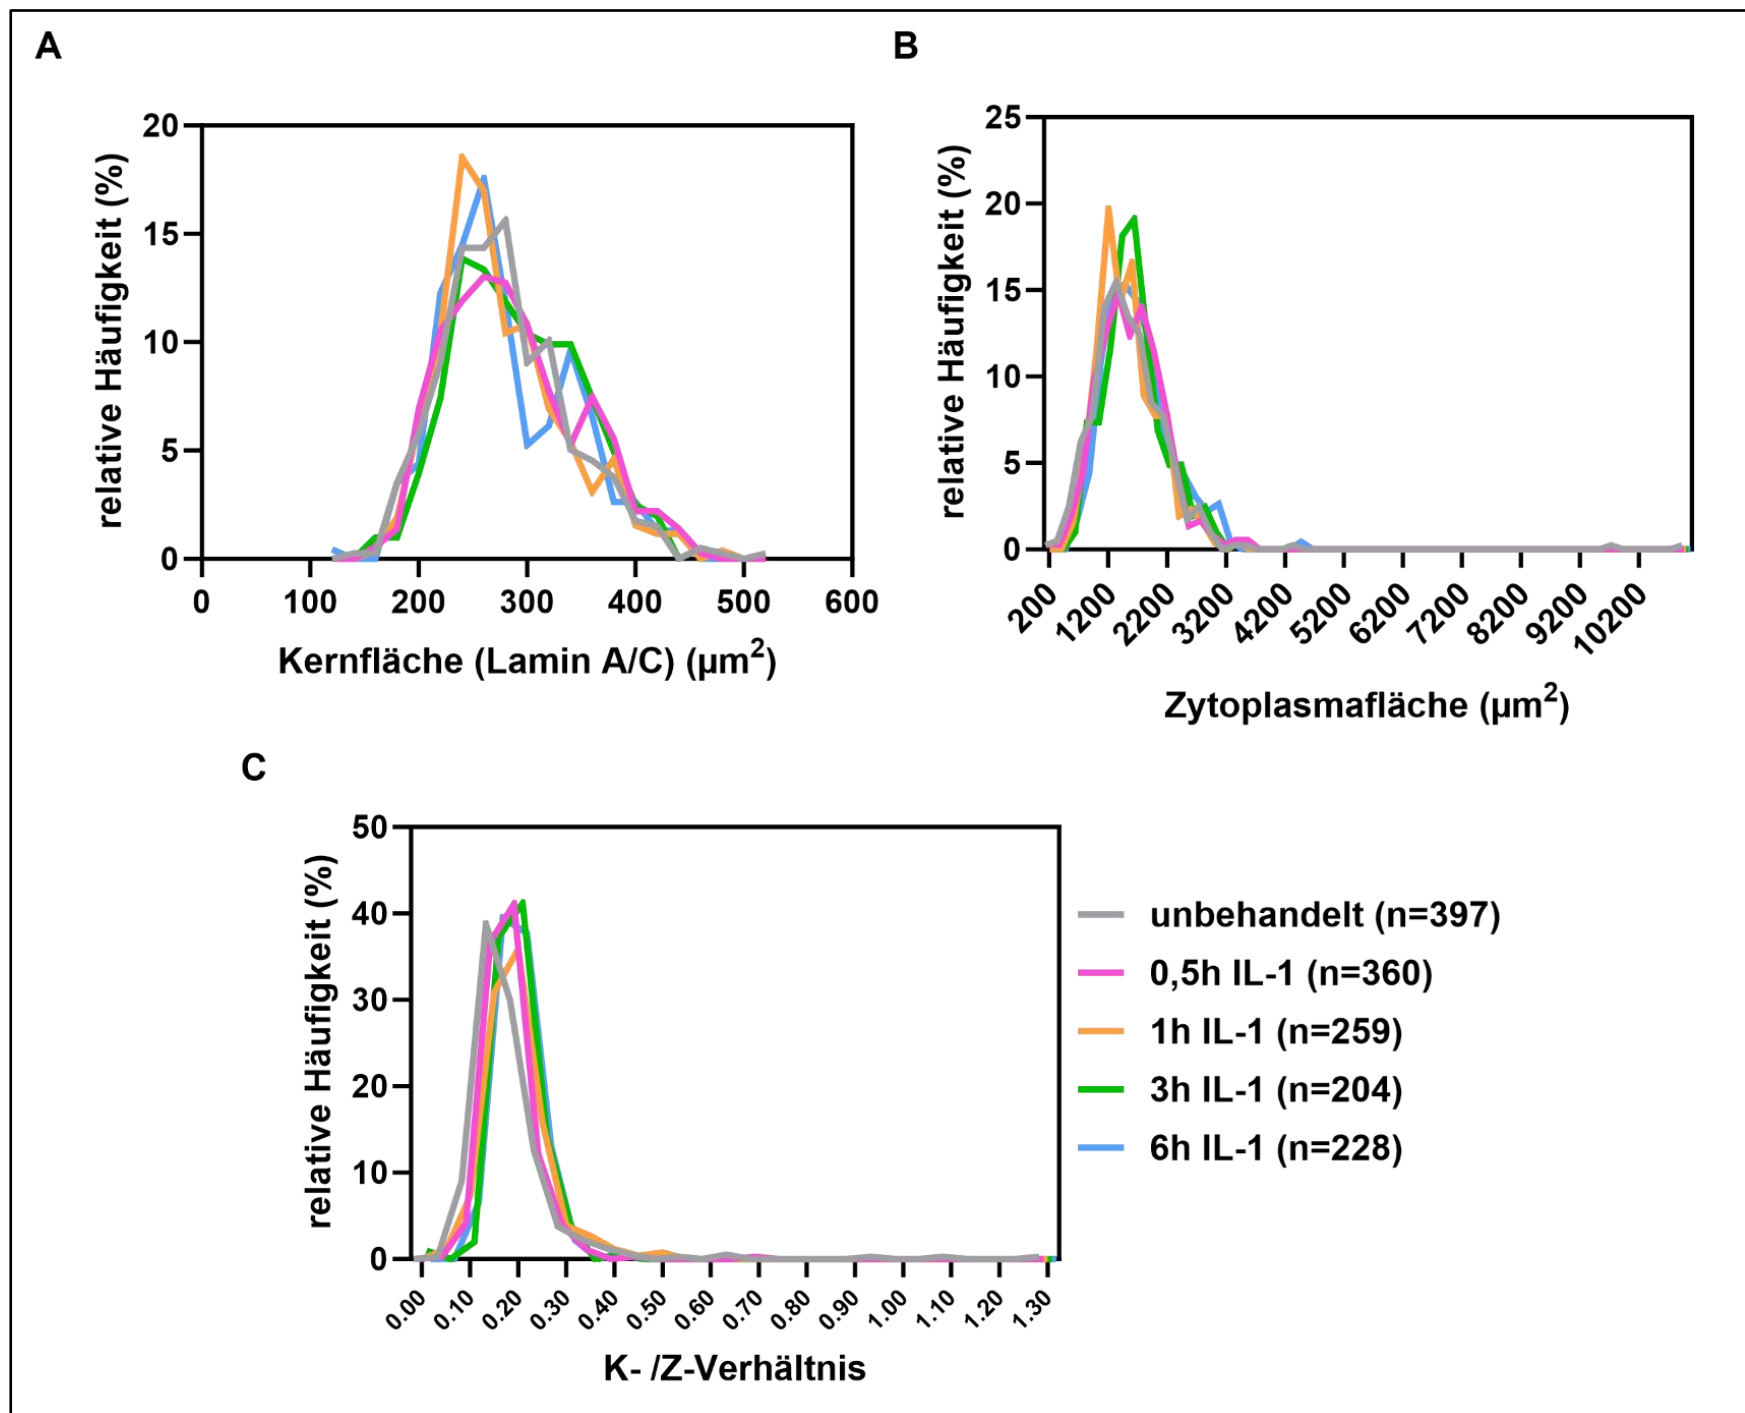 A
B
relative Häufigkeit (%)
20
15
10
5
0
0 100 200 300 400 500 600
Kernfläche (Lamin A/C) (µm²)
relative Häufigkeit (%)
25
20
15
10
5
0
200 1200 2200 3200 4200 5200 6200 7200 8200 9200 10200
Zytoplasmafläche (µm²)
C
relative Häufigkeit (%)
50
40
30
20
10
0
0.00 0.10 0.20 0.30 0.40 0.50 0.60 0.70 0.80 0.90 1.00 1.10 1.20 1.30
K- /Z-Verhältnis
unbehandelt (n=397)
0,5h IL-1 (n=360)
1h IL-1 (n=259)
3h IL-1 (n=204)
6h IL-1 (n=228)